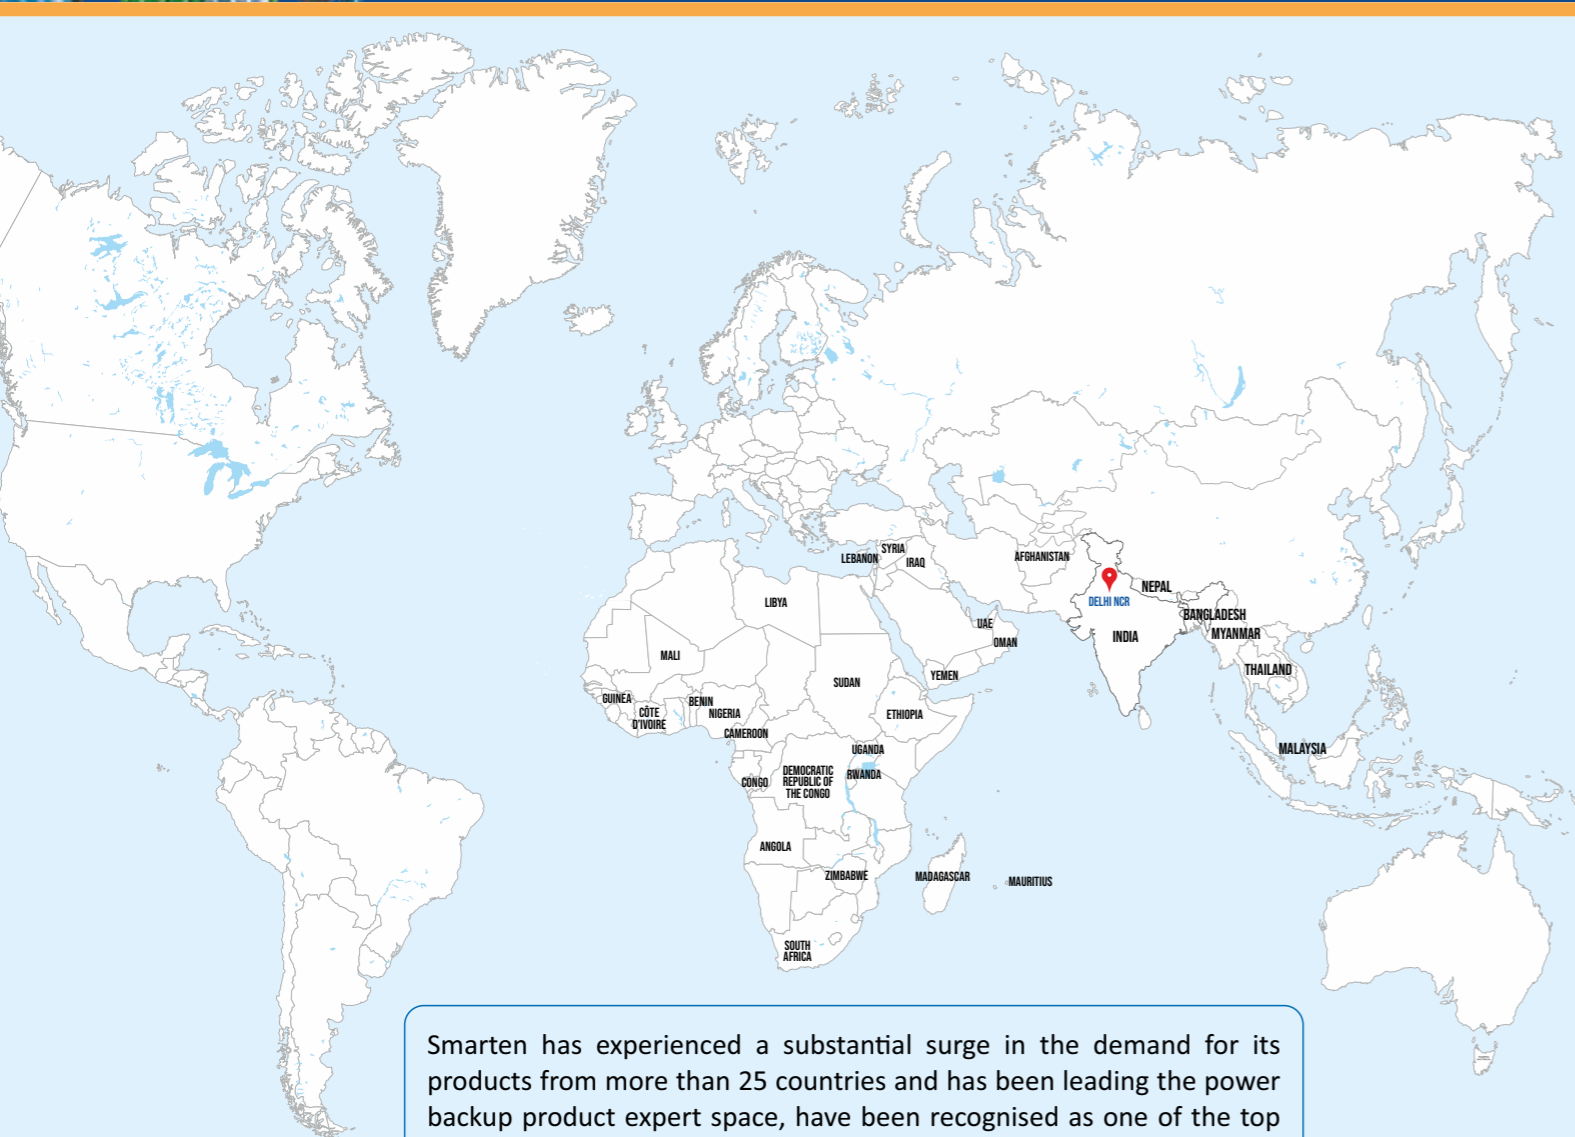 SYRIA
LEBANON
IRAQ
AFGHANISTAN
NEPAL
DELHI NCR
LIBYA
BANGLADESH
UAE
MYANMAR
INDIA
OMAN
MALI
THAILAND
YEMEN
SUDAN
GUINEA
BENIN
CÔTE
D'IVOIRE
NIGERIA
ETHIOPIA
CAMEROON
UGANDA
MALAYSIA
CONGO
DEMOCRATIC
REPUBLIC OF
THE CONGO
RWANDA
ANGOLA
ZIMBABWE
MADAGASCAR
MAURITIUS
SOUTH
AFRICA
Smarten has experienced a substantial surge in the demand for its
products from more than 25 countries and has been leading the power
backup product expert space, have been recognised as one of the top